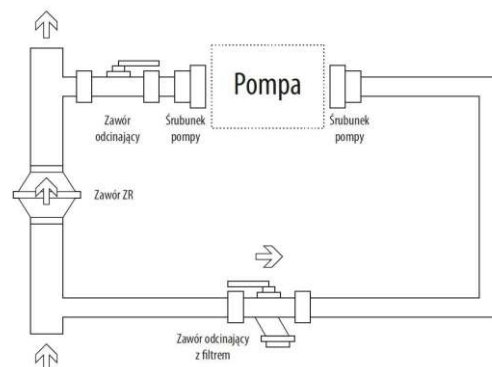 Pompa
Zawór
odcinający
Śrubunek
pompy
Śrubunek
pompy
Zawór ZR
Zawór odcinający
z filtrem